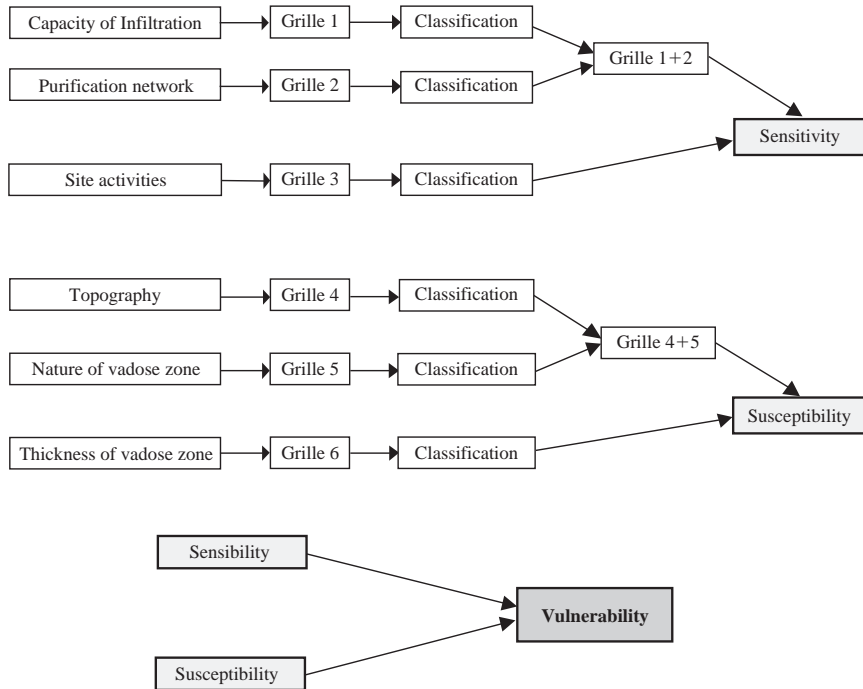 Capacity of Infiltration
Grille 1
Classification
Grille 1+2
Purification network
Grille 2
Classification
Sensitivity
Site activities
Grille 3
Classification
Topography
Grille 4
Classification
Grille 4+5
Nature of vadose zone
Grille 5
Classification
Susceptibility
Thickness of vadose zone
Grille 6
Classification
Sensibility
Vulnerability
Susceptibility